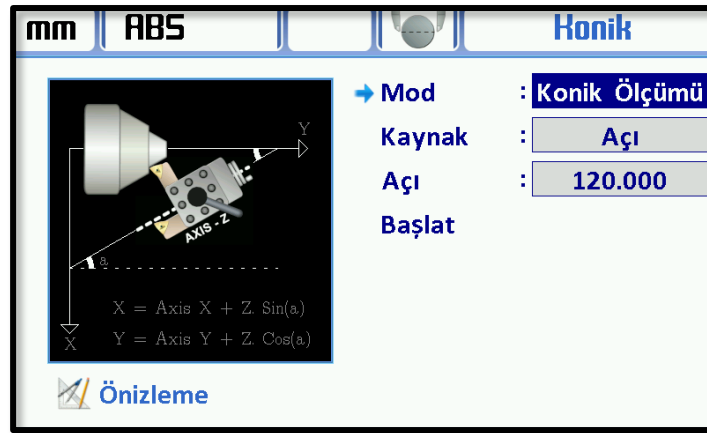 mm ABS Konik
Mod : Konik Ölçümü
Kaynak : Açı
Açı : 120.000
Başlat
Y
AXIS - Z
a
X = Axis X + Z. Sin(a)
X Y = Axis Y + Z. Cos(a)
Önizleme